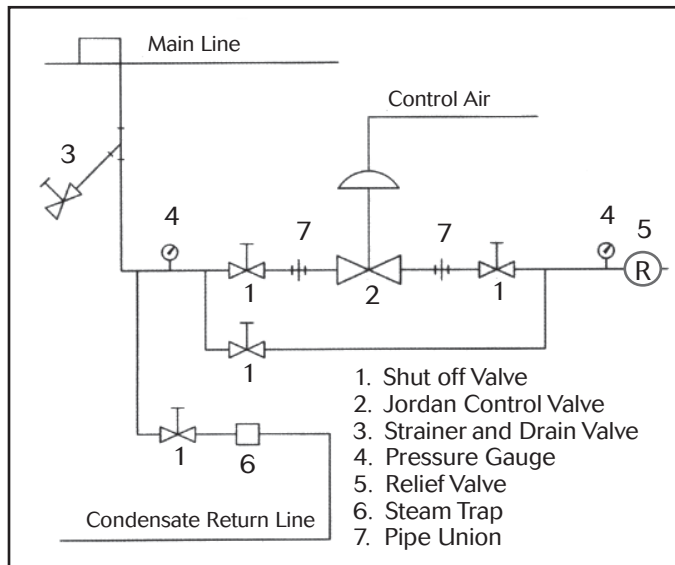 Main Line
Control Air
3
4
7
7
4
5
R
1
2
1
1
1
6
Condensate Return Line
1. Shut off Valve
2. Jordan Control Valve
3. Strainer and Drain Valve
4. Pressure Gauge
5. Relief Valve
6. Steam Trap
7. Pipe Union